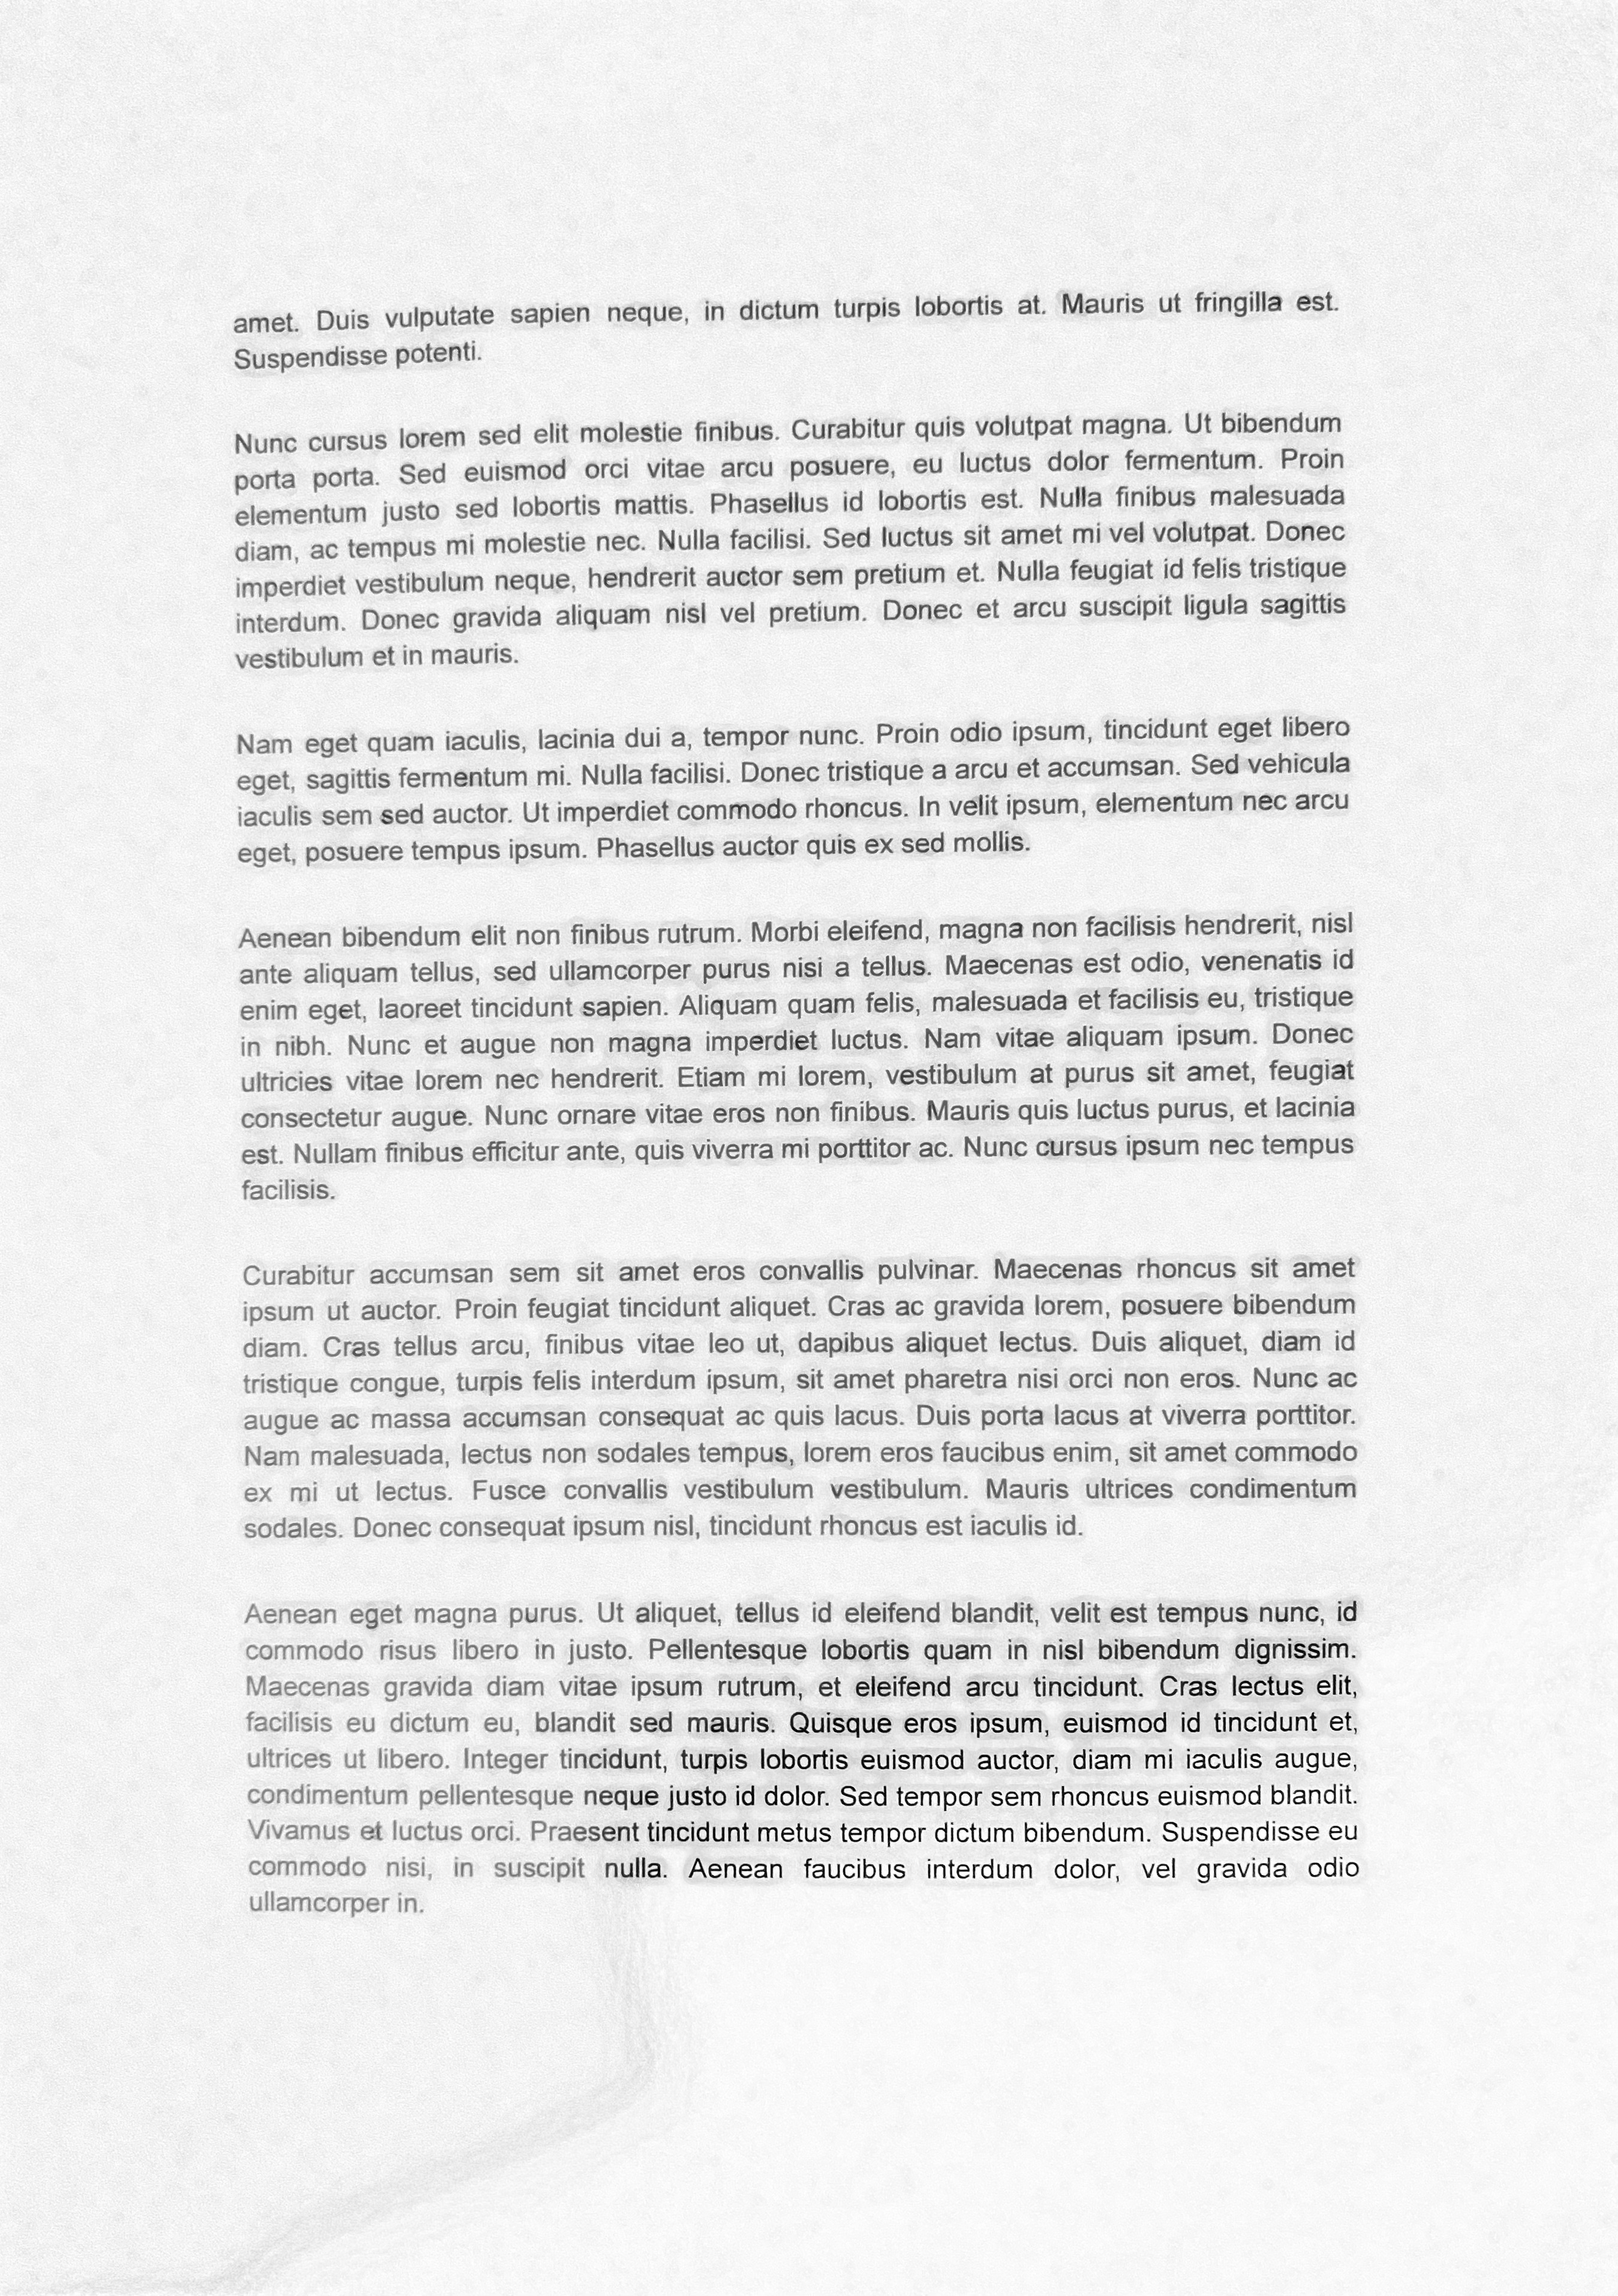 amet. Duis vulputate sapien neque, in dictum turpis lobortis at. Mauris ut fringilla est.
Suspendisse potenti.
Nunc cursus lorem sed elit molestie finibus. Curabitur quis volutpat magna. Ut bibendum
porta porta. Sed euismod orci vitae arcu posuere, eu luctus dolor fermentum. Proin
elementum justo sed lobortis mattis. Phasellus id lobortis est. Nulla finibus malesuada
diam, ac tempus mi molestie nec. Nulla facilisi. Sed luctus sit amet mi vel volutpat. Donec
imperdiet vestibulum neque, hendrerit auctor sem pretium et. Nulla feugiat id felis tristique
interdum. Donec gravida aliquam nisl vel pretium. Donec et arcu suscipit ligula sagittis
vestibulum et in mauris.
Nam eget quam iaculis, lacinia dui a, tempor nunc. Proin odio ipsum, tincidunt eget libero
eget, sagittis fermentum mi. Nulla facilisi. Donec tristique a arcu et accumsan. Sed vehicula
iaculis sem sed auctor. Ut imperdiet commodo rhoncus. In velit ipsum, elementum nec arcu
eget, posuere tempus ipsum. Phasellus auctor quis ex sed mollis.
Aenean bibendum elit non finibus rutrum. Morbi eleifend, magna non facilisis hendrerit, nisl
ante aliquam tellus, sed ullamcorper purus nisi a tellus. Maecenas est odio, venenatis id
enim eget, laoreet tincidunt sapien. Aliquam quam felis, malesuada et facilisis eu, tristique
in nibh. Nunc et augue non magna imperdiet luctus. Nam vitae aliquam ipsum. Donec
ultricies vitae lorem nec hendrerit. Etiam mi lorem, vestibulum at purus sit amet, feugiat
consectetur augue. Nunc ornare vitae eros non finibus. Mauris quis luctus purus, et lacinia
est. Nullam finibus efficitur ante, quis viverra mi porttitor ac. Nunc cursus ipsum nec tempus
facilisis.
Curabitur accumsan sem sit amet eros convallis pulvinar. Maecenas rhoncus sit amet
ipsum ut auctor. Proin feugiat tincidunt aliquet. Cras ac gravida lorem, posuere bibendum
diam. Cras tellus arcu, finibus vitae leo ut, dapibus aliquet lectus. Duis aliquet, diam id
tristique congue, turpis felis interdum ipsum, sit amet pharetra nisi orci non eros. Nunc ac
augue ac massa accumsan consequat ac quis lacus. Duis porta lacus at viverra porttitor.
Nam malesuada, lectus non sodales tempus, lorem eros faucibus enim, sit amet commodo
ex mi ut lectus. Fusce convallis vestibulum vestibulum. Mauris ultrices condimentum
sodales. Donec consequat ipsum nisl, tincidunt rhoncus est iaculis id.
Aenean eget magna purus. Ut aliquet, tellus id eleifend blandit, velit est tempus nunc, id
commodo risus libero in justo. Pellentesque lobortis quam in nisl bibendum dignissim.
Maecenas gravida diam vitae ipsum rutrum, et eleifend arcu tincidunt. Cras lectus elit,
facilisis eu dictum eu, blandit sed mauris. Quisque eros ipsum, euismod id tincidunt et,
ultrices ut libero. Integer tincidunt, turpis lobortis euismod auctor, diam mi iaculis augue,
condimentum pellentesque neque justo id dolor. Sed tempor sem rhoncus euismod blandit.
Vivamus et luctus orci. Praesent tincidunt metus tempor dictum bibendum. Suspendisse eu
commodo nisi, in suscipit nulla. Aenean faucibus interdum dolor, vel gravida odio
ullamcorper in.